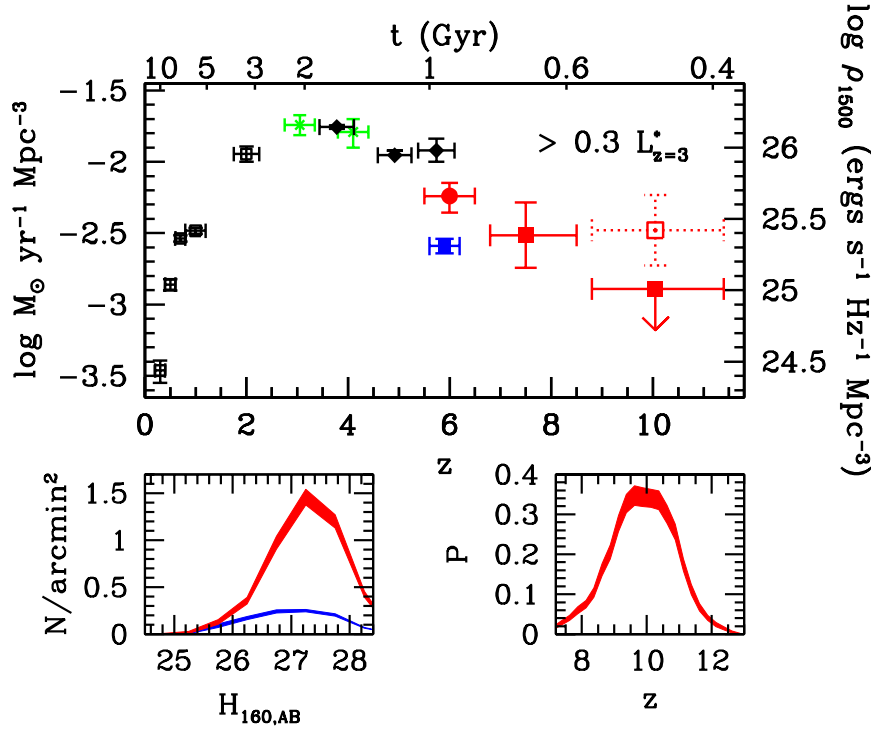 t (Gyr)
10 5 3 2 1 0.6 0.4
log M⊙ yr⁻¹ Mpc⁻³
−1.5
−2
−2.5
−3
−3.5
> 0.3 L*z=3
log ρ1500 (ergs s⁻¹ Hz⁻¹ Mpc⁻³)
26
25.5
25
24.5
0 2 4 6 8 10
z
N/arcmin²
1.5
1
0.5
0
25 26 27 28
H160,AB
P
0.4
0.3
0.2
0.1
0
8 10 12
z